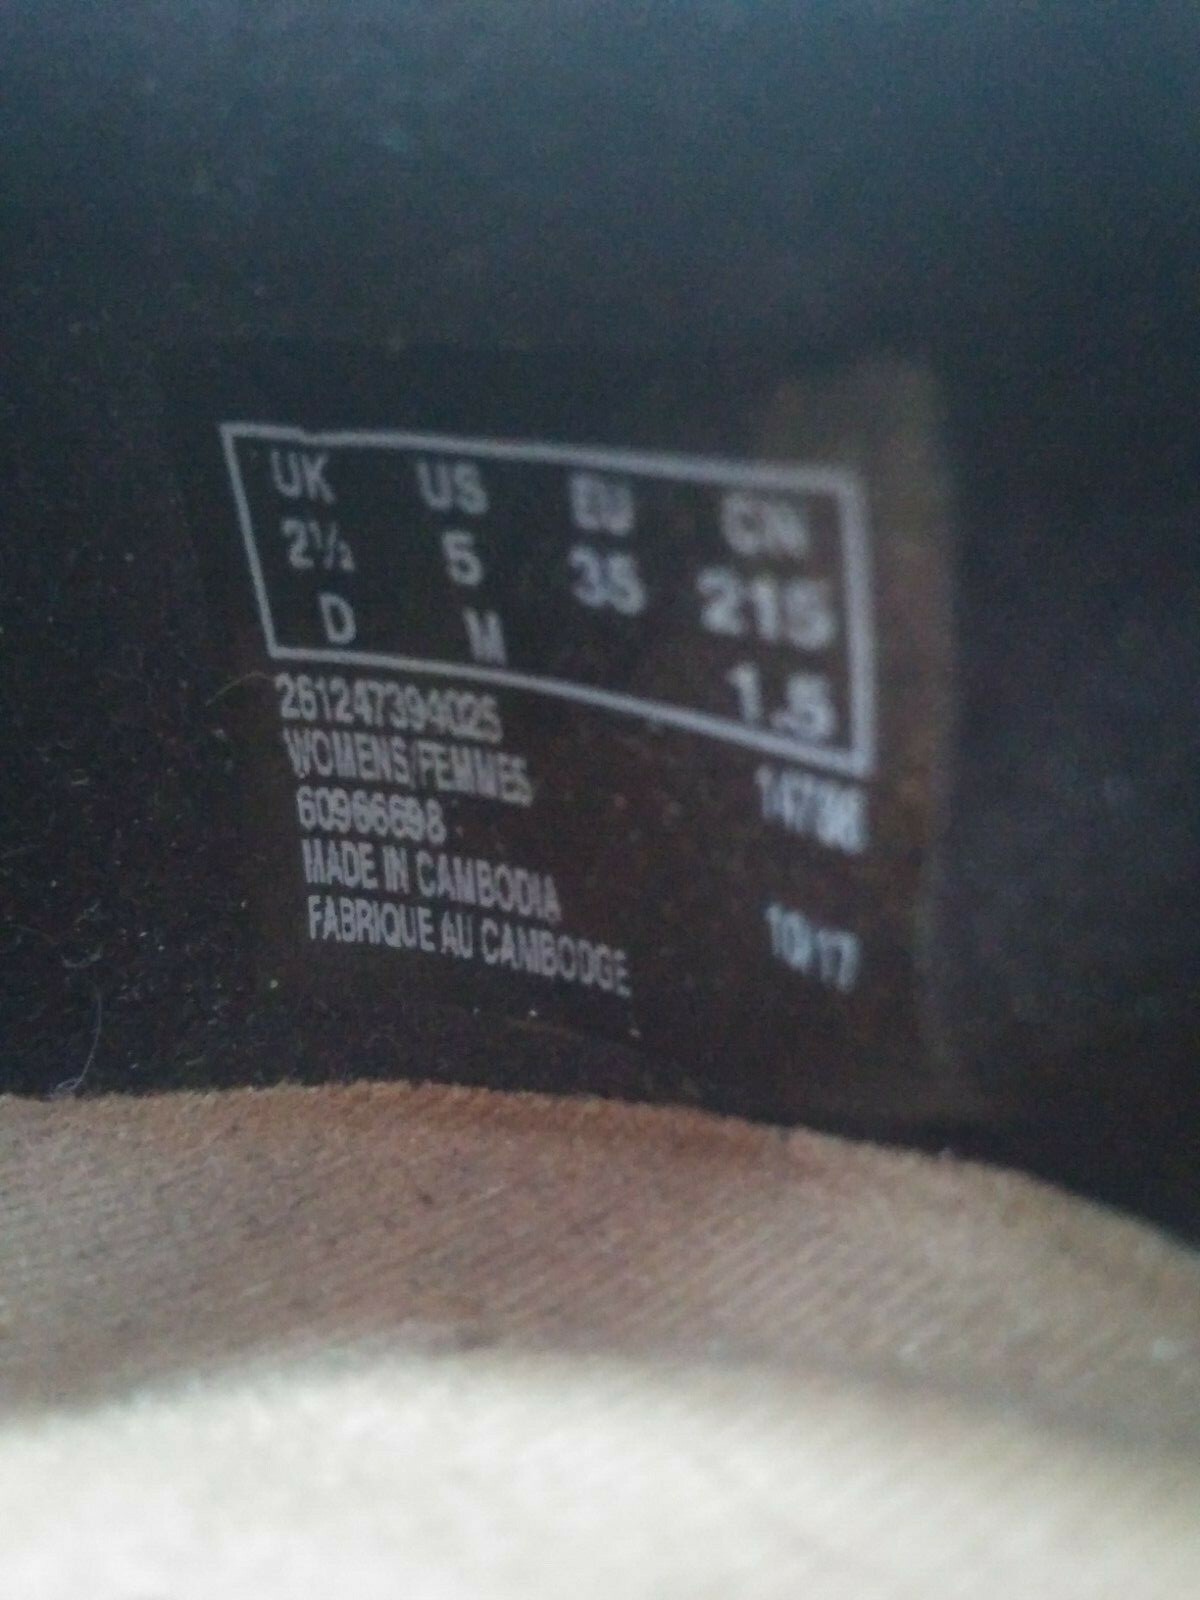 UK US EU CN
2½ 5 35 215
D M 1.5
261247394025
WOMENS/FEMMES
60966698
MADE IN CAMBODIA
FABRIQUE AU CAMBODGE 10/17